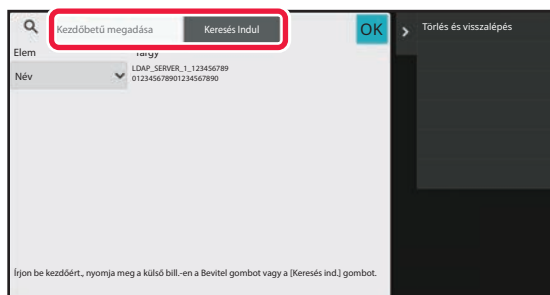 Kezdőbetű megadása
Keresés Indul
OK
Törlés és visszalépés
Elem
Tárgy
Név
LDAP_SERVER_1_123456789
012345678901234567890
Írjon be kezdőért., nyomja meg a külső bill.-en a Bevitel gombot vagy a [Keresés ind.] gombot.